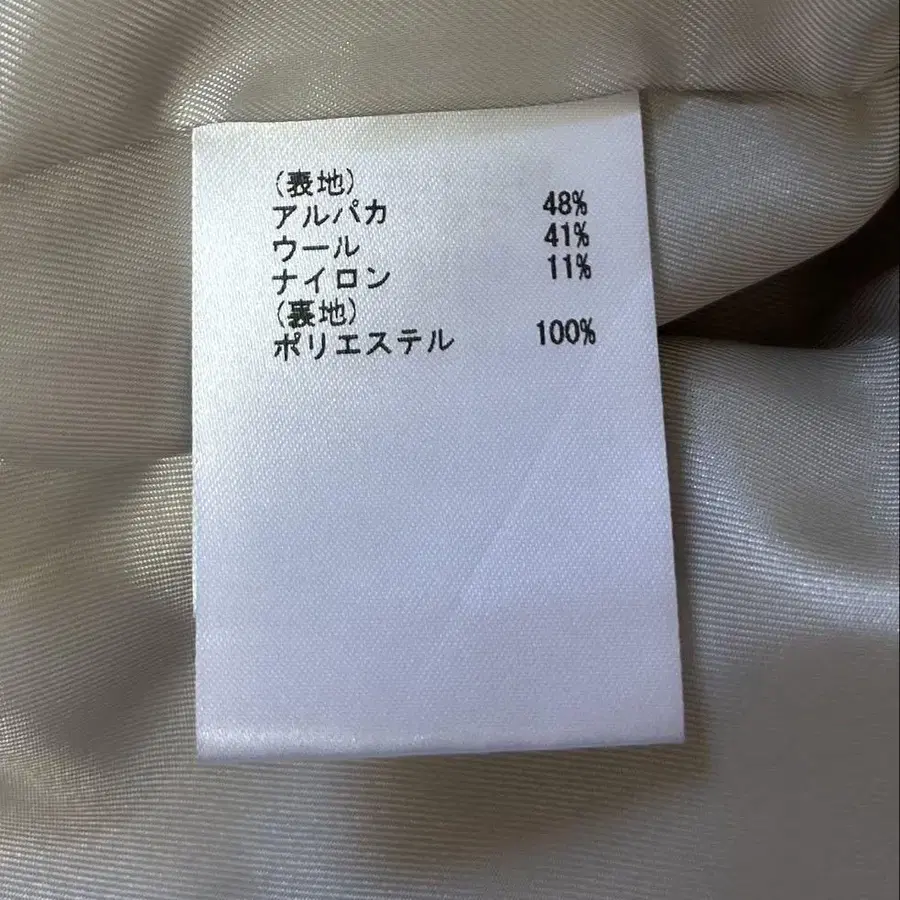 (表地)
アルパカ 48%
ウール 41%
ナイロン 11%
(裏地)
ポリエステル 100%